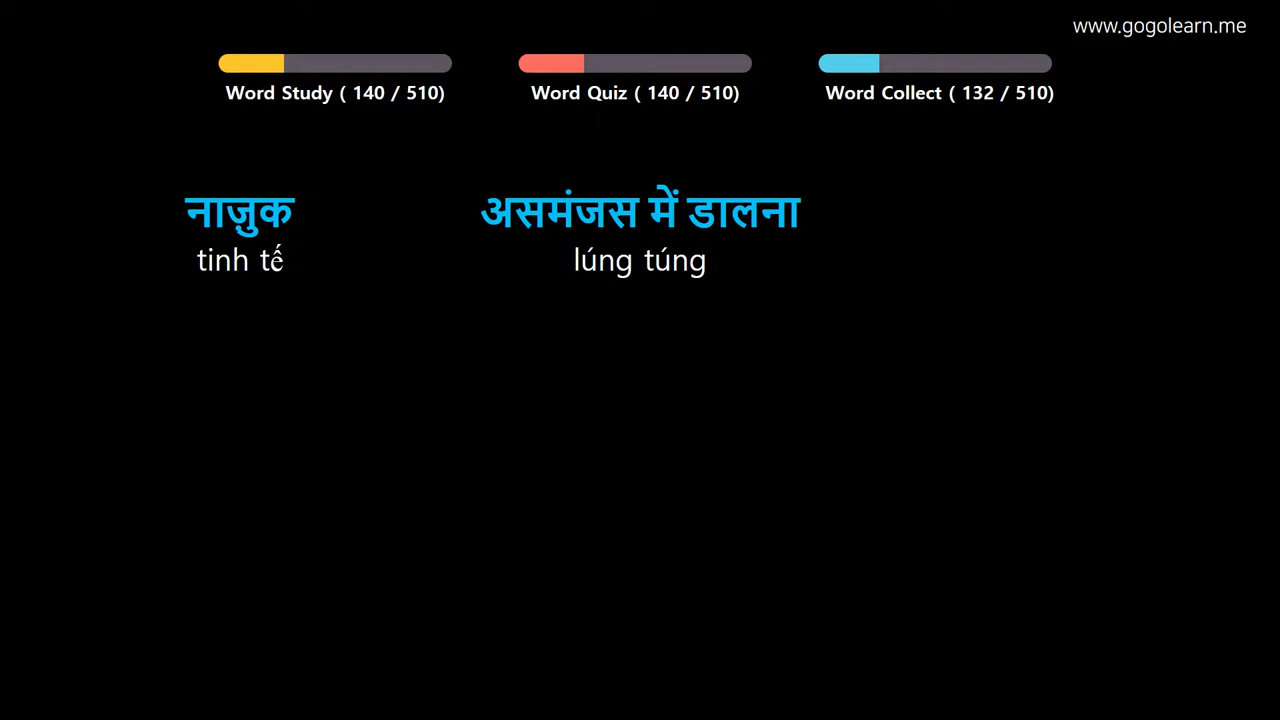 www.gogolearn.me
Word Study ( 140 / 510)
Word Quiz ( 140 / 510)
Word Collect ( 132 / 510)
नाज़ुक
tinh tế
असमंजस में डालना
lúng túng